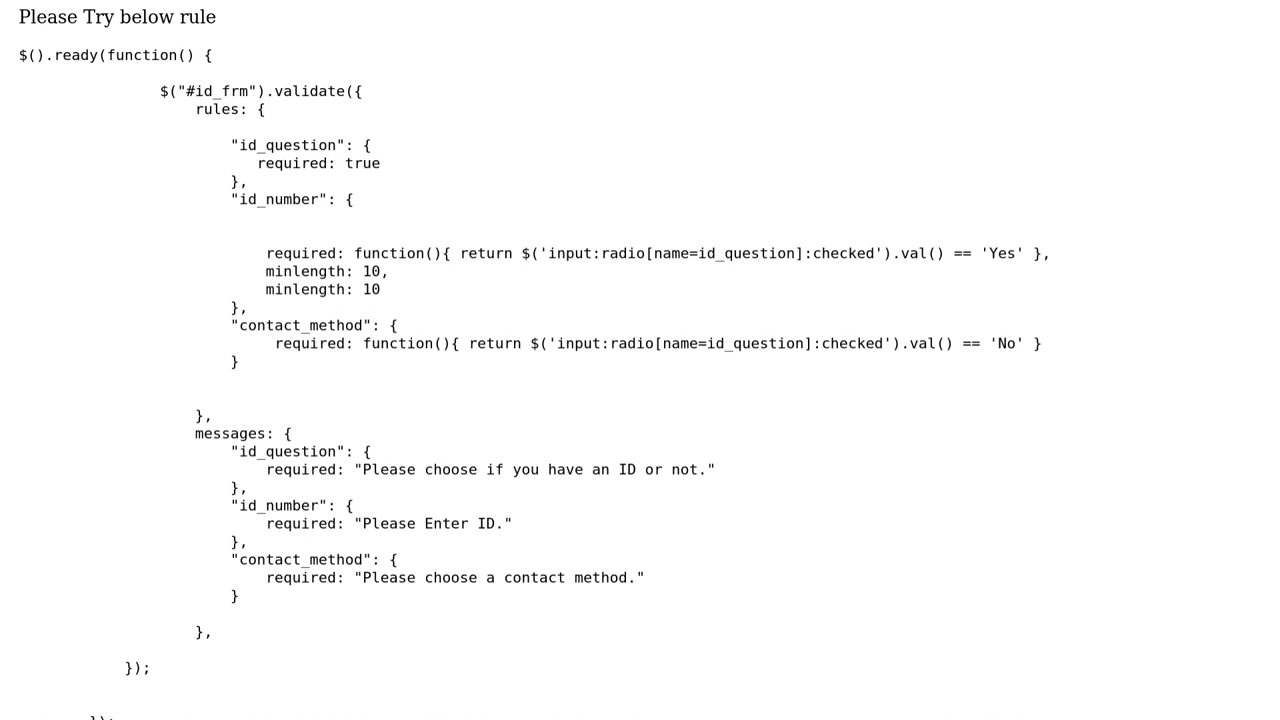 Please Try below rule
$().ready(function() {
$("#id_frm").validate({
rules: {
"id_question": {
required: true
},
"id_number": {
required: function(){ return $('input:radio[name=id_question]:checked').val() == 'Yes' },
minlength: 10,
minlength: 10
},
"contact_method": {
required: function(){ return $('input:radio[name=id_question]:checked').val() == 'No' }
}
},
messages: {
"id_question": {
required: "Please choose if you have an ID or not."
},
"id_number": {
required: "Please Enter ID."
},
"contact_method": {
required: "Please choose a contact method."
}
},
});
});